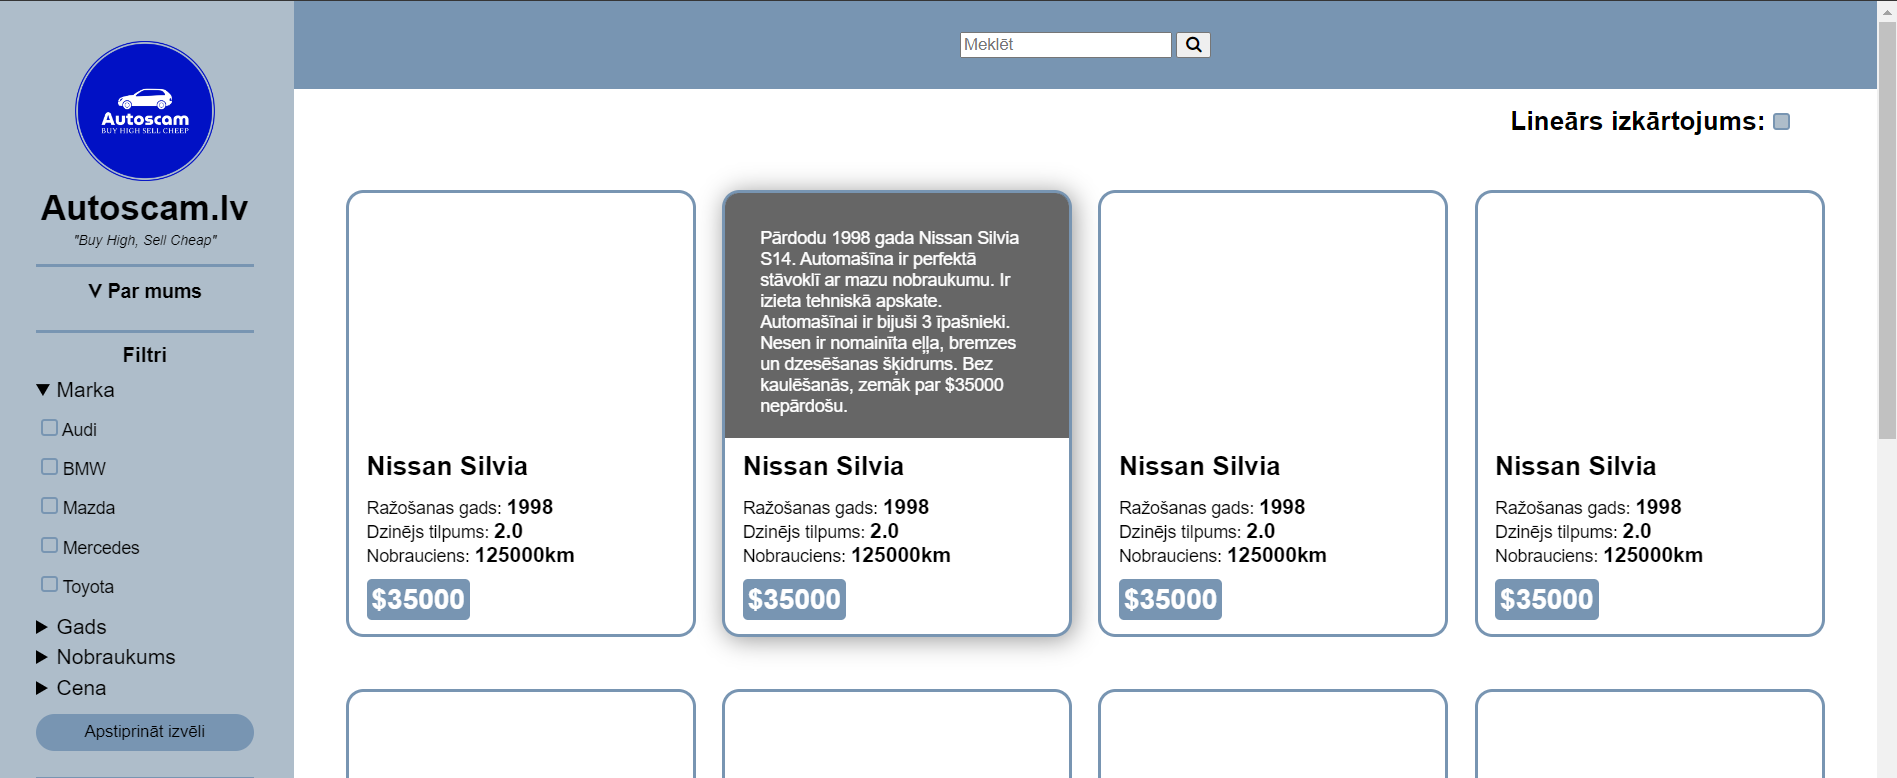 Autoscam
BUY HIGH SELL CHEEP
Autoscam.lv
"Buy High, Sell Cheap"
V Par mums
Filtri
Marka
Audi
BMW
Mazda
Mercedes
Toyota
Gads
Nobraukums
Cena
Apstiprināt izvēli
Meklēt
Lineārs izkārtojums:
Nissan Silvia
Ražošanas gads: 1998
Dzinējs tilpums: 2.0
Nobrauciens: 125000km
$35000
Pārdodu 1998 gada Nissan Silvia
S14. Automašīna ir perfektā
stāvoklī ar mazu nobraukumu. Ir
izieta tehniskā apskate.
Automašīnai ir bijuši 3 īpašnieki.
Nesen ir nomainīta eļļa, bremzes
un dzesēšanas šķidrums. Bez
kaulēšanās, zemāk par $35000
nepārdošu.
Nissan Silvia
Ražošanas gads: 1998
Dzinējs tilpums: 2.0
Nobrauciens: 125000km
$35000
Nissan Silvia
Ražošanas gads: 1998
Dzinējs tilpums: 2.0
Nobrauciens: 125000km
$35000
Nissan Silvia
Ražošanas gads: 1998
Dzinējs tilpums: 2.0
Nobrauciens: 125000km
$35000